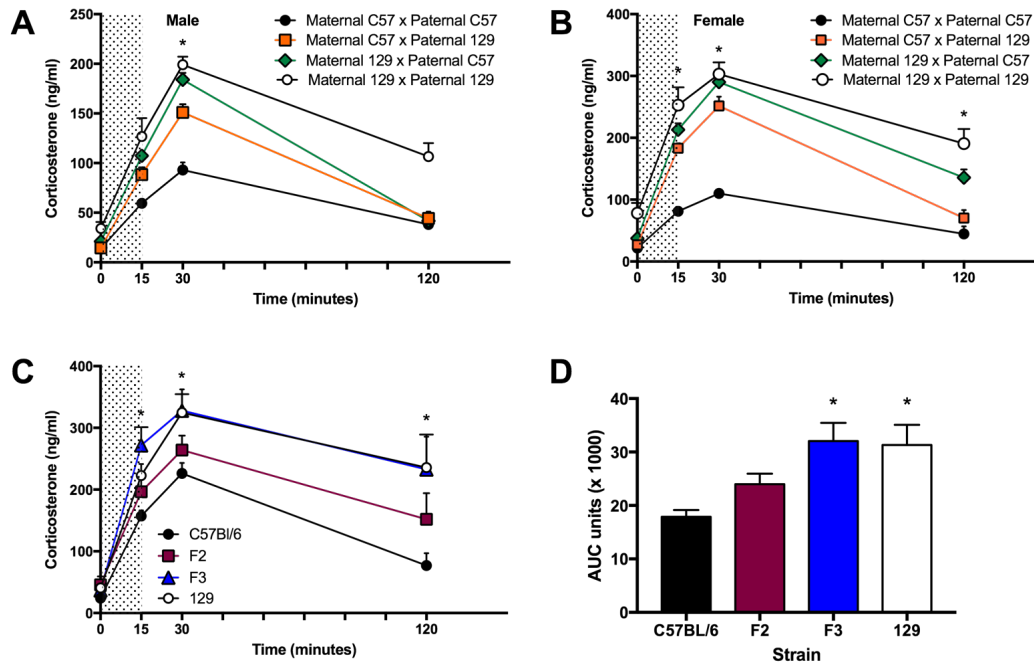 A
Male
Maternal C57 x Paternal C57
Maternal C57 x Paternal 129
Maternal 129 x Paternal C57
Maternal 129 x Paternal 129
*
Corticosterone (ng/ml)
250
200
150
100
50
0
0 15 30 120
Time (minutes)
B
Female
Maternal C57 x Paternal C57
Maternal C57 x Paternal 129
Maternal 129 x Paternal C57
Maternal 129 x Paternal 129
* * *
Corticosterone (ng/ml)
400
300
200
100
0
0 15 30 120
Time (minutes)
C
* * *
Corticosterone (ng/ml)
400
300
200
100
0
C57Bl/6
F2
F3
129
0 15 30 120
Time (minutes)
D
* *
AUC units (x 1000)
40
30
20
10
0
C57BL/6 F2 F3 129
Strain